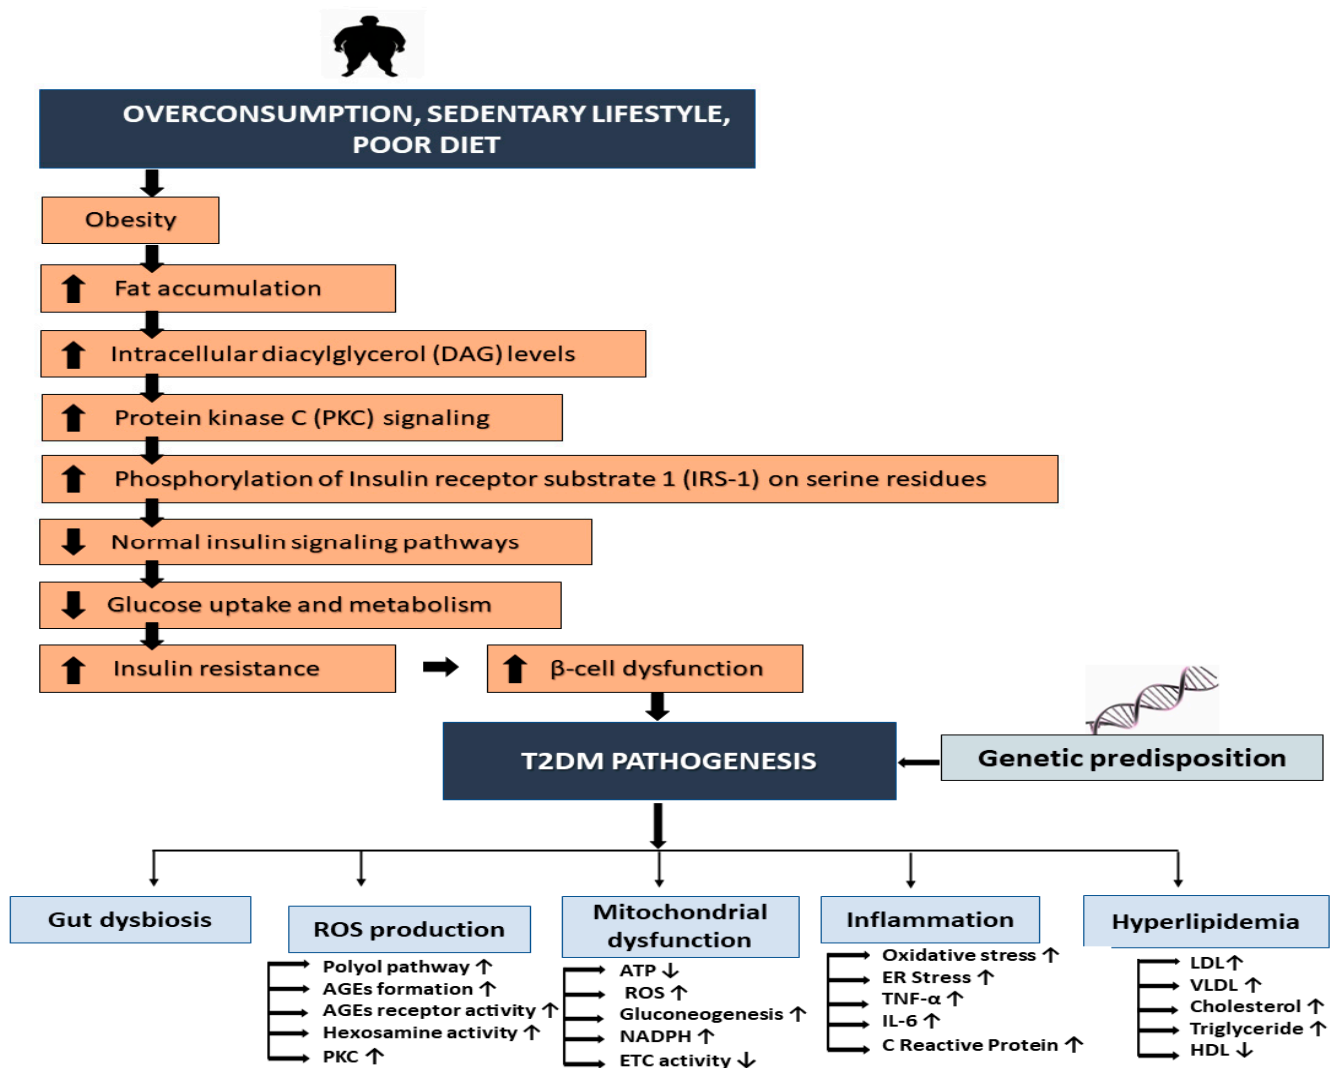 OVERCONSUMPTION, SEDENTARY LIFESTYLE,
POOR DIET
Obesity
⬆ Fat accumulation
⬆ Intracellular diacylglycerol (DAG) levels
⬆ Protein kinase C (PKC) signaling
⬆ Phosphorylation of Insulin receptor substrate 1 (IRS-1) on serine residues
⬇ Normal insulin signaling pathways
⬇ Glucose uptake and metabolism
⬆ Insulin resistance
⬆ β-cell dysfunction
T2DM PATHOGENESIS
Genetic predisposition
Gut dysbiosis
ROS production
Polyol pathway ↑
AGEs formation ↑
AGEs receptor activity ↑
Hexosamine activity ↑
PKC ↑
Mitochondrial
dysfunction
ATP ↓
ROS ↑
Gluconeogenesis ↑
NADPH ↑
ETC activity ↓
Inflammation
Oxidative stress ↑
ER Stress ↑
TNF-α ↑
IL-6 ↑
C Reactive Protein ↑
Hyperlipidemia
LDL↑
VLDL ↑
Cholesterol ↑
Triglyceride ↑
HDL ↓